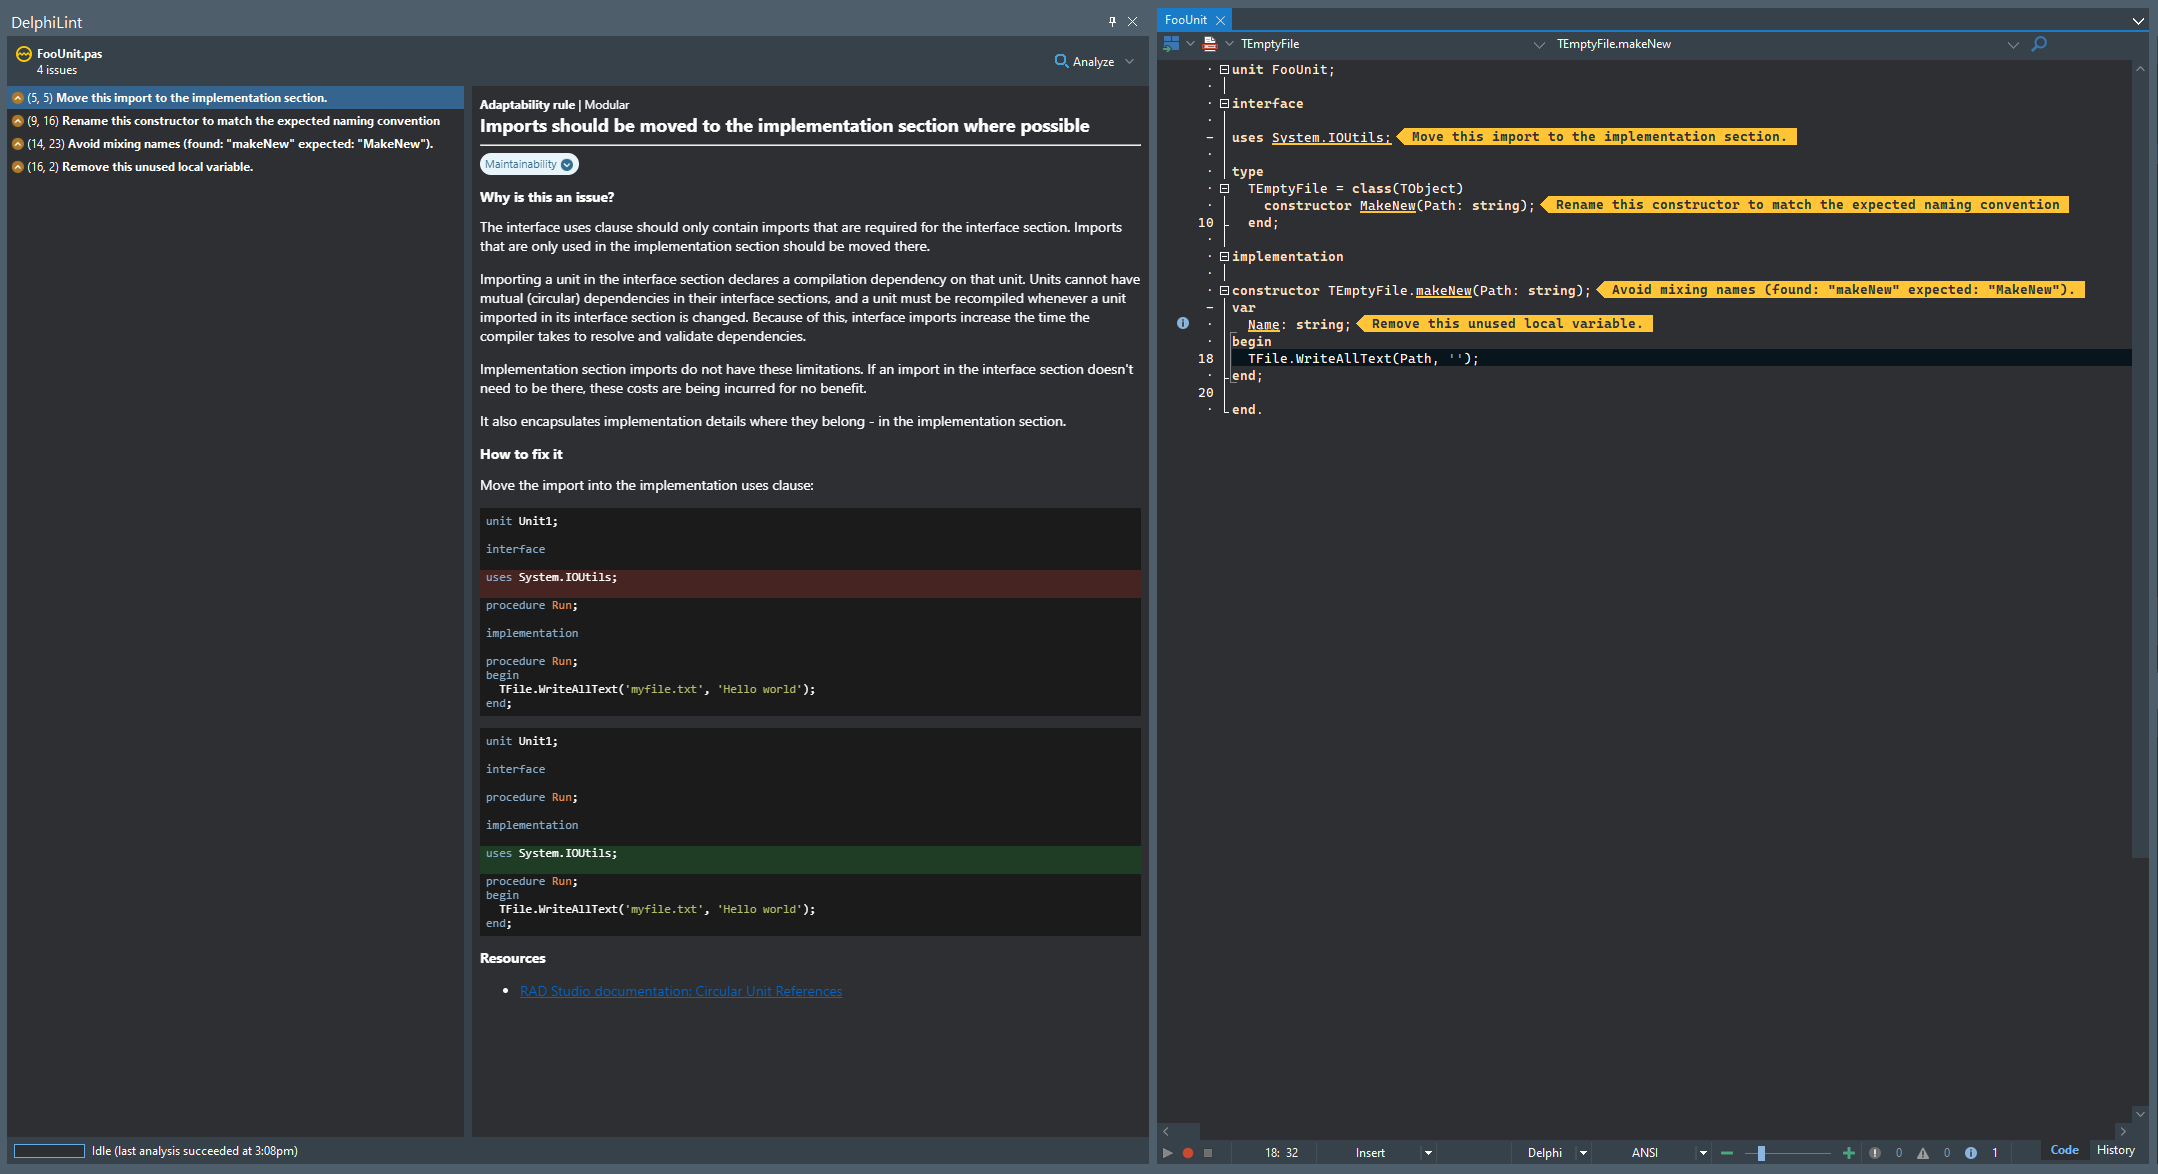 DelphiLint
FooUnit.pas
4 issues
Analyze
(5, 5) Move this import to the implementation section.
(9, 16) Rename this constructor to match the expected naming convention
(14, 23) Avoid mixing names (found: "makeNew" expected: "MakeNew").
(16, 2) Remove this unused local variable.
Adaptability rule | Modular
Imports should be moved to the implementation section where possible
Maintainability
Why is this an issue?
The interface uses clause should only contain imports that are required for the interface section. Imports
that are only used in the implementation section should be moved there.
Importing a unit in the interface section declares a compilation dependency on that unit. Units cannot have
mutual (circular) dependencies in their interface sections, and a unit must be recompiled whenever a unit
imported in its interface section is changed. Because of this, interface imports increase the time the
compiler takes to resolve and validate dependencies.
Implementation section imports do not have these limitations. If an import in the interface section doesn't
need to be there, these costs are being incurred for no benefit.
It also encapsulates implementation details where they belong - in the implementation section.
How to fix it
Move the import into the implementation uses clause:
unit Unit1;
interface
uses System.IOUtils;
procedure Run;
implementation
procedure Run;
begin
  TFile.WriteAllText('myfile.txt', 'Hello world');
end;
unit Unit1;
interface
procedure Run;
implementation
uses System.IOUtils;
procedure Run;
begin
  TFile.WriteAllText('myfile.txt', 'Hello world');
end;
Resources
• RAD Studio documentation: Circular Unit References
Idle (last analysis succeeded at 3:08pm)
FooUnit
TEmptyFile
TEmptyFile.makeNew
unit FooUnit;
interface
uses System.IOUtils; Move this import to the implementation section.
type
  TEmptyFile = class(TObject)
    constructor MakeNew(Path: string); Rename this constructor to match the expected naming convention
10 end;
implementation
constructor TEmptyFile.makeNew(Path: string); Avoid mixing names (found: "makeNew" expected: "MakeNew").
var
  Name: string; Remove this unused local variable.
begin
18 TFile.WriteAllText(Path, '');
end;
20
end.
18: 32 Insert Delphi ANSI 0 0 1 Code History